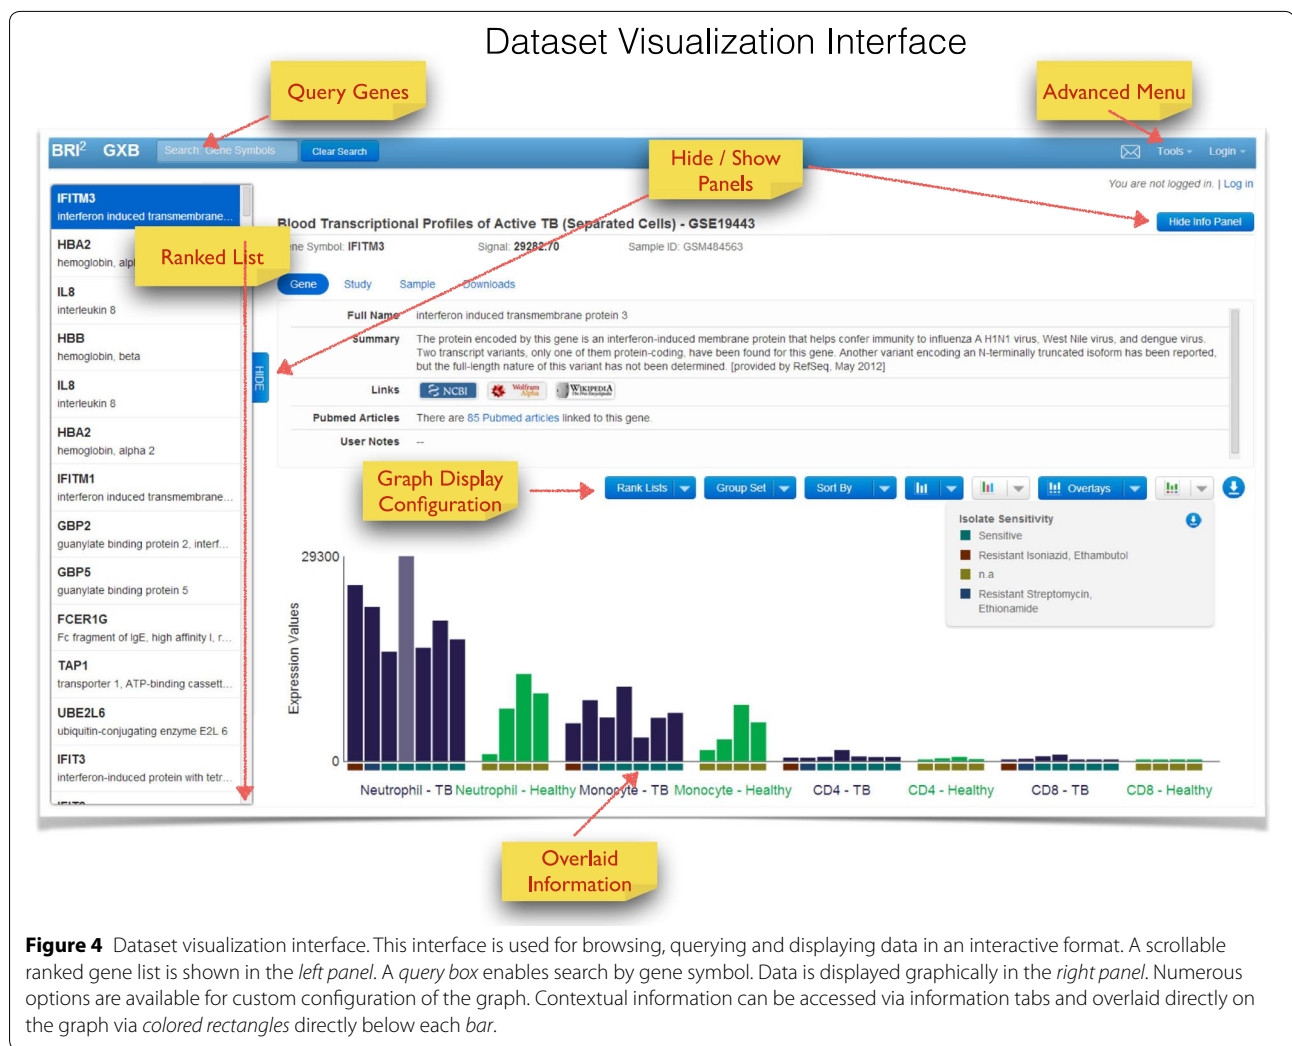 Dataset Visualization Interface
Query Genes
Advanced Menu
BRI2 GXB Search Gene Symbols Clear Search
Tools Login
Hide / Show
Panels
You are not logged in. | Log in
Hide Info Panel
Ranked List
IFITM3
interferon induced transmembrane...
HBA2
hemoglobin, alp
IL8
interleukin 8
HBB
hemoglobin, beta
IL8
interleukin 8
HBA2
hemoglobin, alpha 2
IFITM1
interferon induced transmembrane...
GBP2
guanylate binding protein 2, interf...
GBP5
guanylate binding protein 5
FCER1G
Fc fragment of IgE, high affinity I, r...
TAP1
transporter 1, ATP-binding cassett...
UBE2L6
ubiquitin-conjugating enzyme E2L 6
IFIT3
interferon-induced protein with tetr...
HIDE
Blood Transcriptional Profiles of Active TB (Separated Cells) - GSE19443
Gene Symbol: IFITM3 Signal: 29282.70 Sample ID: GSM484563
Gene Study Sample Downloads
Full Name interferon induced transmembrane protein 3
Summary The protein encoded by this gene is an interferon-induced membrane protein that helps confer immunity to influenza A H1N1 virus, West Nile virus, and dengue virus.
Two transcript variants, only one of them protein-coding, have been found for this gene. Another variant encoding an N-terminally truncated isoform has been reported,
but the full-length nature of this variant has not been determined. [provided by RefSeq, May 2012]
Links NCBI Wolfram Alpha WIKIPEDIA The Free Encyclopedia
Pubmed Articles There are 85 Pubmed articles linked to this gene.
User Notes --
Graph Display
Configuration
Rank Lists Group Set Sort By Overlays
Isolate Sensitivity
Sensitive
Resistant Isoniazid, Ethambutol
n.a
Resistant Streptomycin,
Ethionamide
29300
Expression Values
0
Neutrophil - TB Neutrophil - Healthy Monocyte - TB Monocyte - Healthy CD4 - TB CD4 - Healthy CD8 - TB CD8 - Healthy
Overlaid
Information
Figure 4 Dataset visualization interface. This interface is used for browsing, querying and displaying data in an interactive format. A scrollable
ranked gene list is shown in the left panel. A query box enables search by gene symbol. Data is displayed graphically in the right panel. Numerous
options are available for custom configuration of the graph. Contextual information can be accessed via information tabs and overlaid directly on
the graph via colored rectangles directly below each bar.